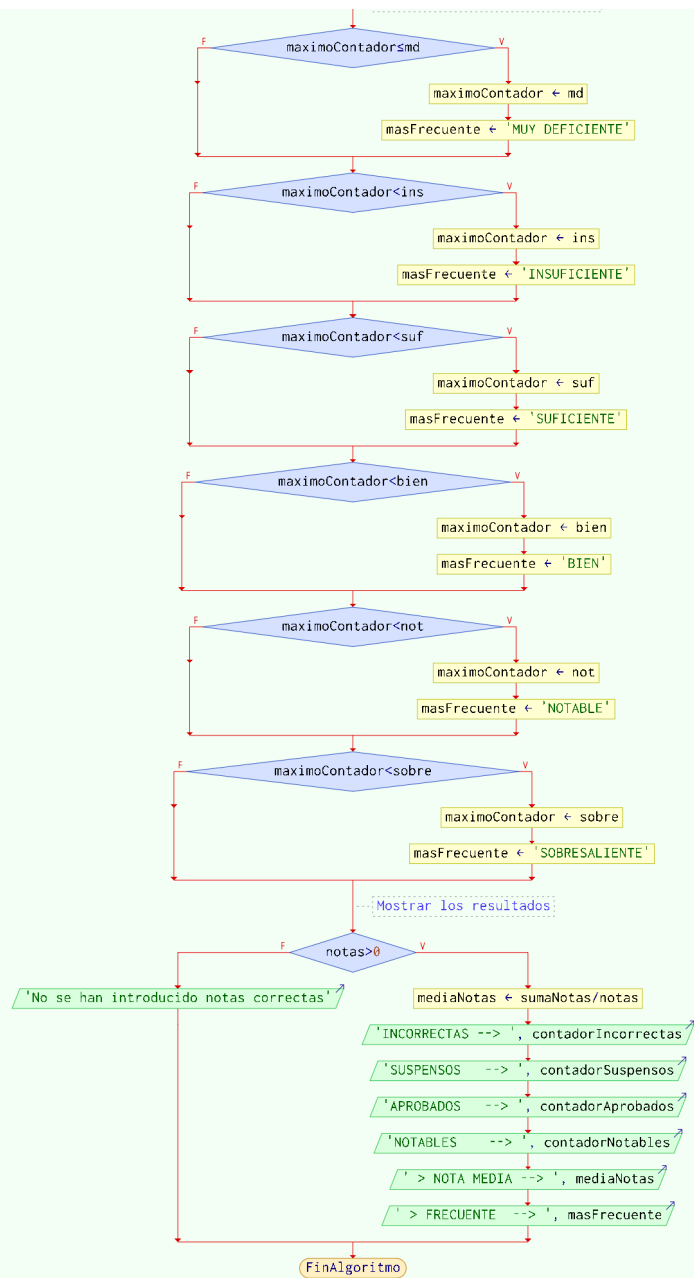 F
maximoContador≤md
V
maximoContador ← md
masFrecuente ← 'MUY DEFICIENTE'
F
maximoContador<ins
V
maximoContador ← ins
masFrecuente ← 'INSUFICIENTE'
F
maximoContador<suf
V
maximoContador ← suf
masFrecuente ← 'SUFICIENTE'
F
maximoContador<bien
V
maximoContador ← bien
masFrecuente ← 'BIEN'
F
maximoContador<not
V
maximoContador ← not
masFrecuente ← 'NOTABLE'
F
maximoContador<sobre
V
maximoContador ← sobre
masFrecuente ← 'SOBRESALIENTE'
Mostrar los resultados
F
notas>0
V
'No se han introducido notas correctas'
mediaNotas ← sumaNotas/notas
'INCORRECTAS --> ', contadorIncorrectas
'SUSPENSOS   --> ', contadorSuspensos
'APROBADOS   --> ', contadorAprobados
'NOTABLES    --> ', contadorNotables
' > NOTA MEDIA --> ', mediaNotas
' > FRECUENTE  --> ', masFrecuente
FinAlgoritmo